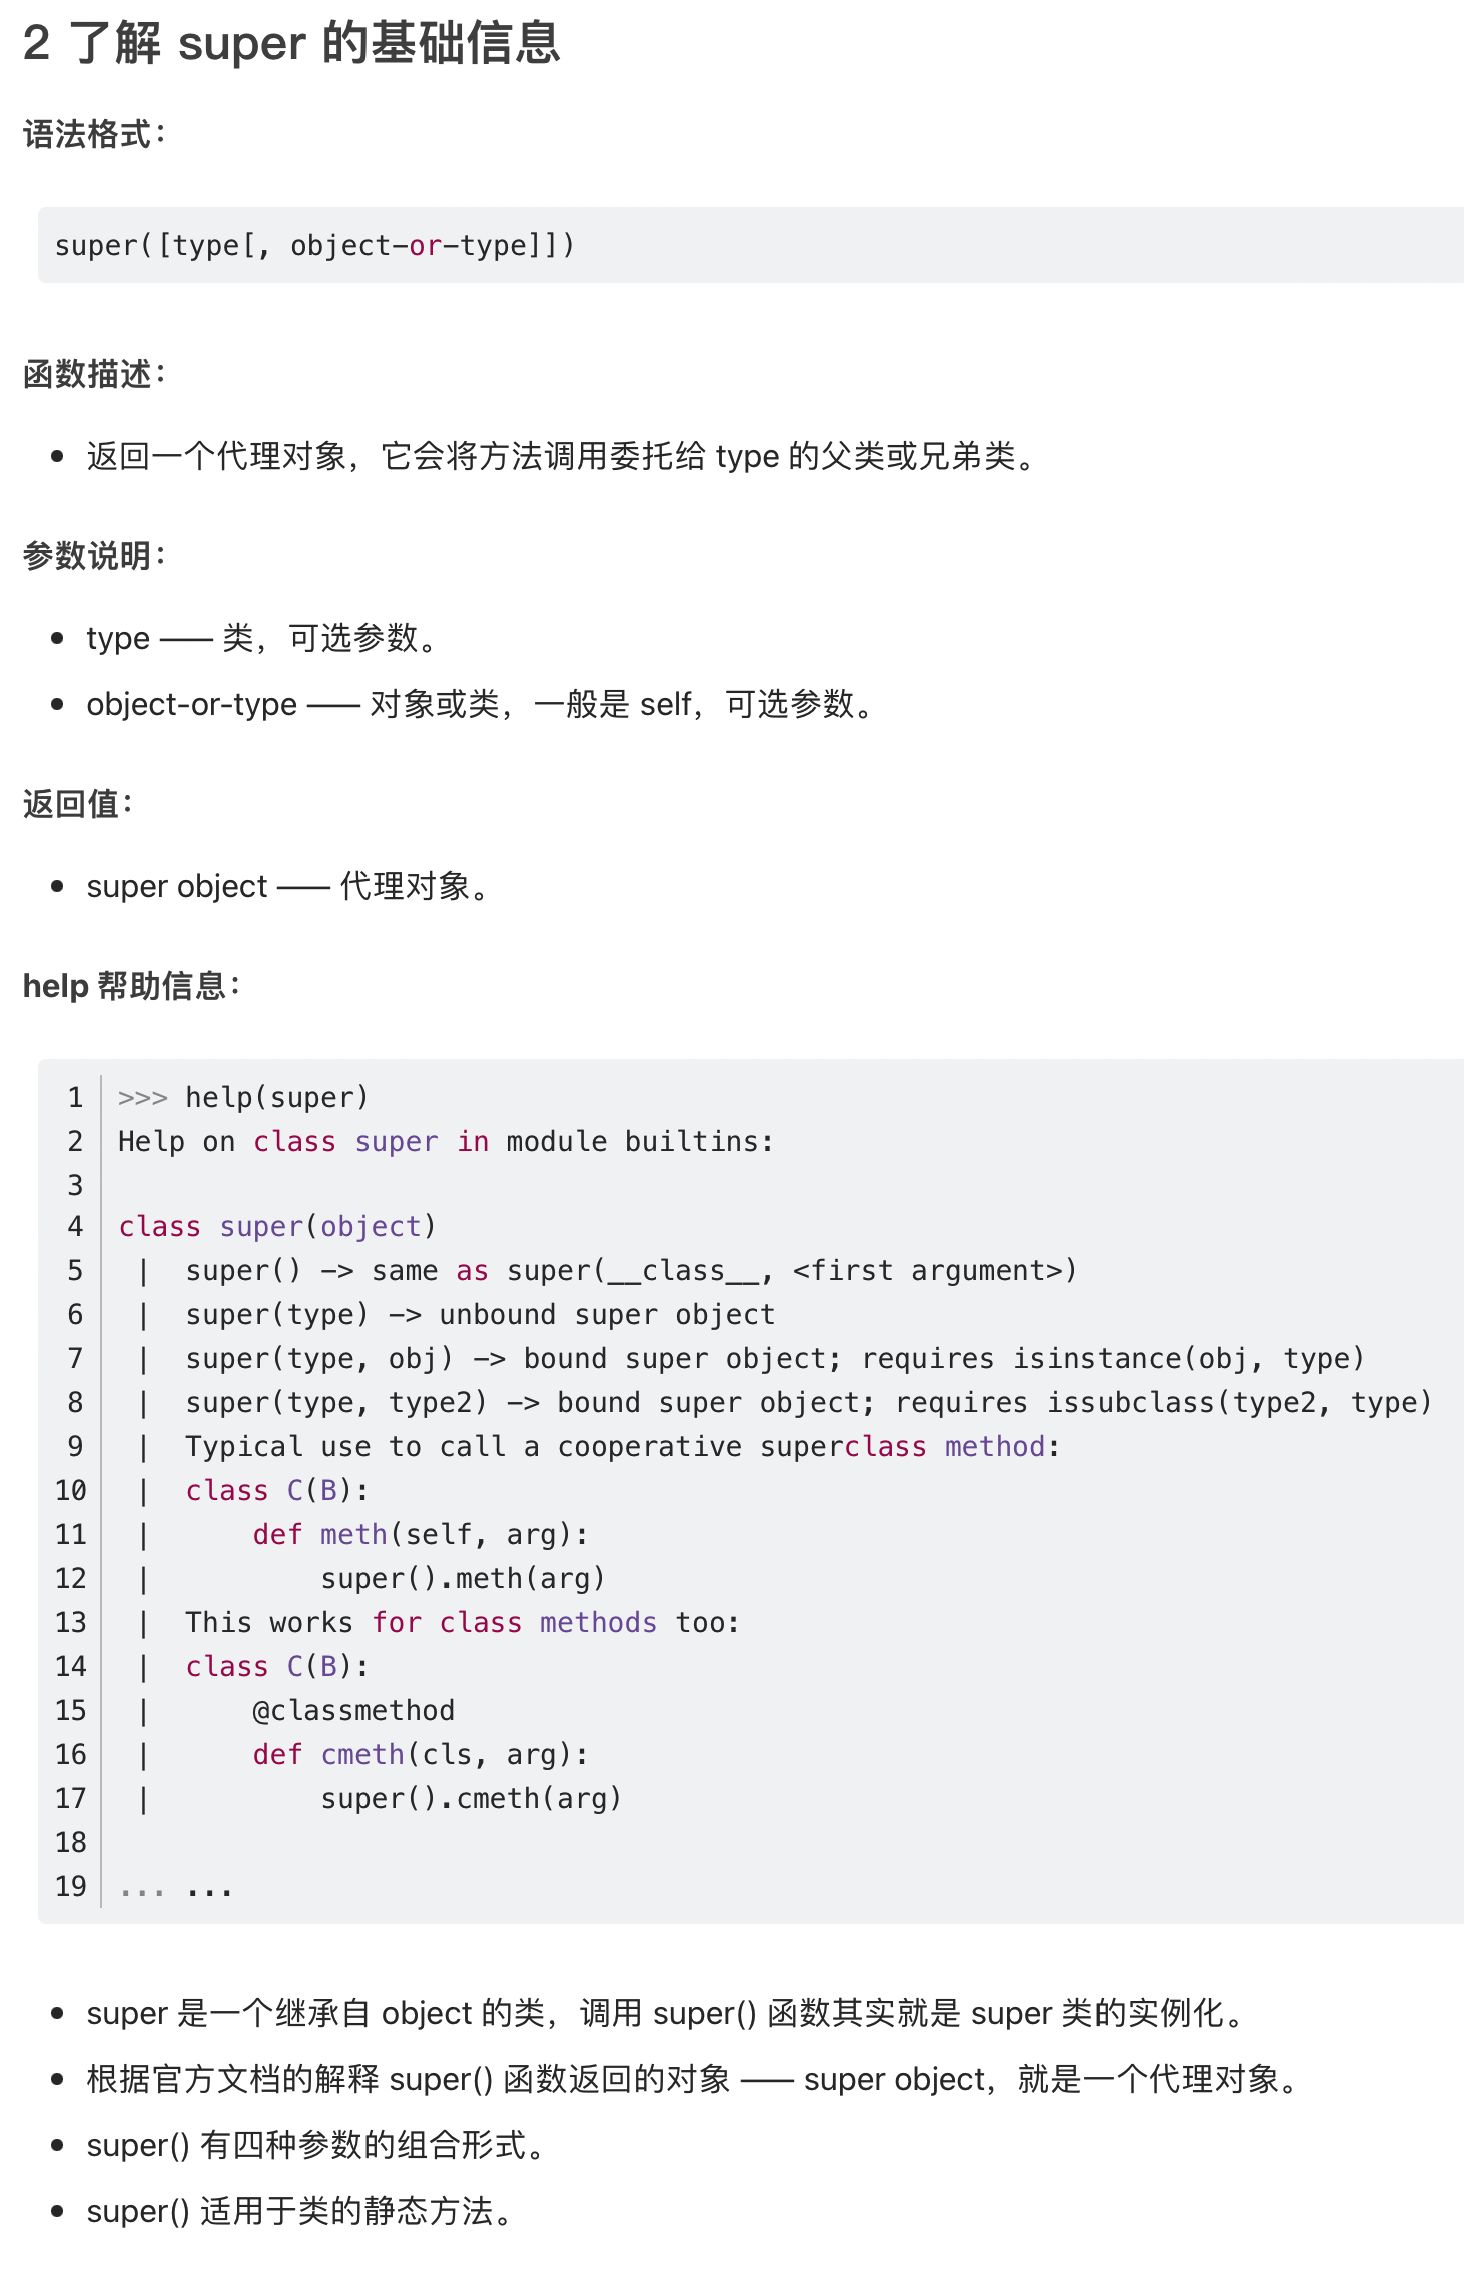 2 了解 super 的基础信息
语法格式：
super([type[, object-or-type]])
函数描述：
• 返回一个代理对象，它会将方法调用委托给 type 的父类或兄弟类。
参数说明：
• type —— 类，可选参数。
• object-or-type —— 对象或类，一般是 self，可选参数。
返回值：
• super object —— 代理对象。
help 帮助信息：
1 >>> help(super)
2 Help on class super in module builtins:
3
4 class super(object)
5  |  super() -> same as super(__class__, <first argument>)
6  |  super(type) -> unbound super object
7  |  super(type, obj) -> bound super object; requires isinstance(obj, type)
8  |  super(type, type2) -> bound super object; requires issubclass(type2, type)
9  |  Typical use to call a cooperative superclass method:
10  |  class C(B):
11  |      def meth(self, arg):
12  |          super().meth(arg)
13  |  This works for class methods too:
14  |  class C(B):
15  |      @classmethod
16  |      def cmeth(cls, arg):
17  |          super().cmeth(arg)
18
19 ... ...
• super 是一个继承自 object 的类，调用 super() 函数其实就是 super 类的实例化。
• 根据官方文档的解释 super() 函数返回的对象 —— super object，就是一个代理对象。
• super() 有四种参数的组合形式。
• super() 适用于类的静态方法。